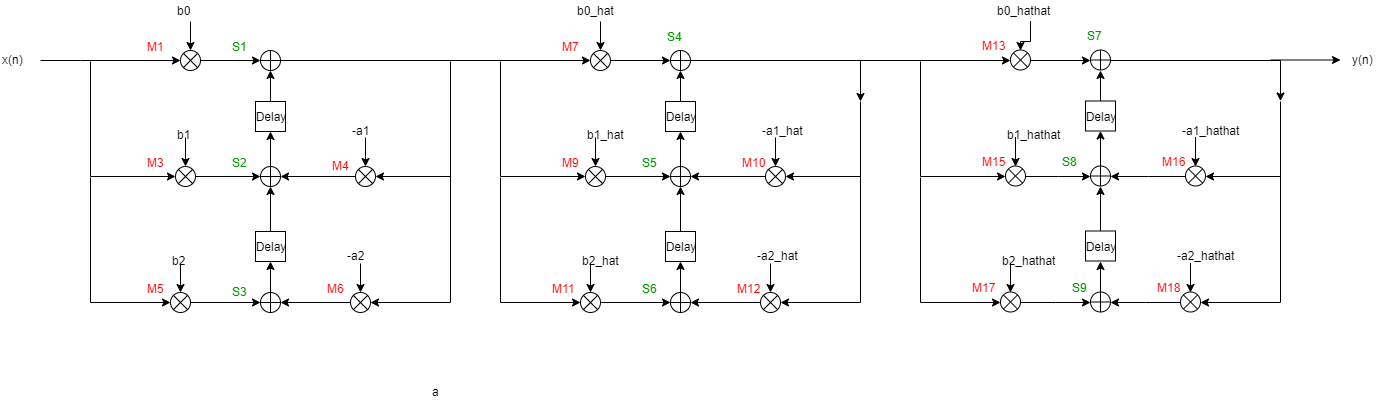 b0 b0_hat b0_hathat
M1 S1 M7 S4 M13 S7
x(n) y(n)
Delay Delay Delay
b1 -a1 b1_hat -a1_hat b1_hathat -a1_hathat
M3 S2 M4 M9 S5 M10 M15 S8 M16
Delay Delay Delay
b2 -a2 b2_hat -a2_hat b2_hathat -a2_hathat
M5 S3 M6 M11 S6 M12 M17 S9 M18
a